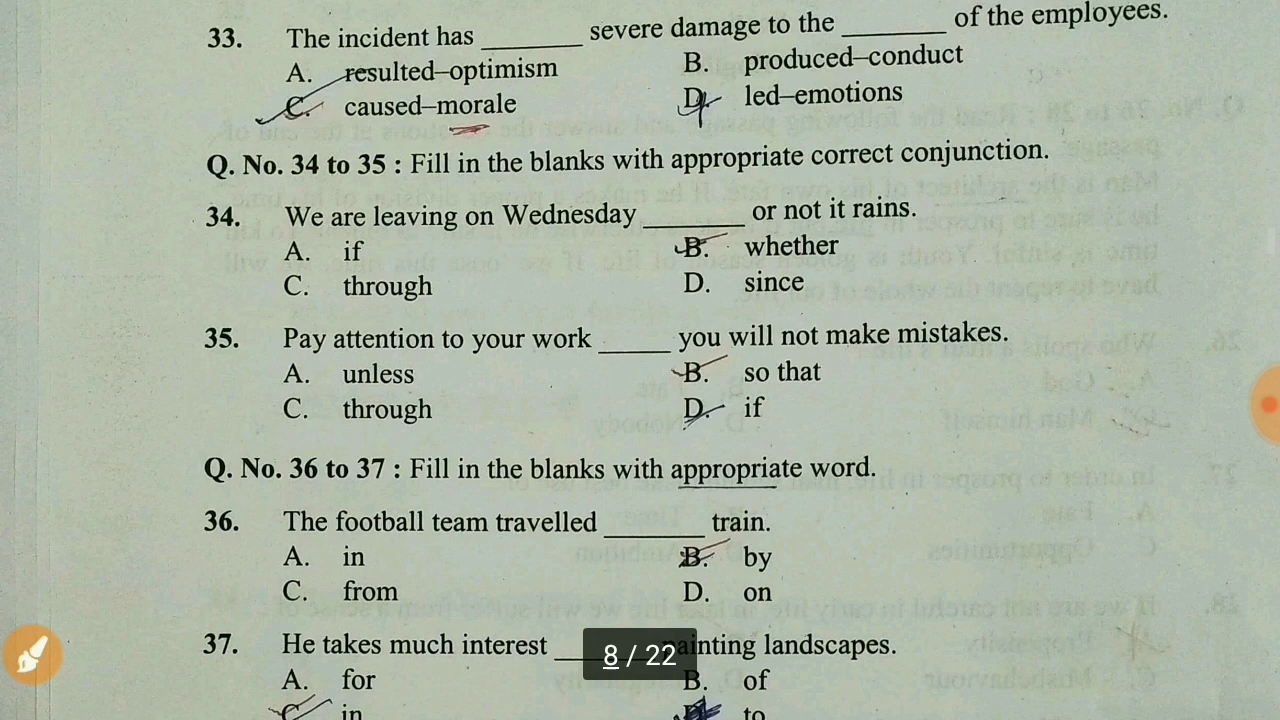 33. The incident has _______ severe damage to the _______ of the employees.
A. resulted–optimism B. produced–conduct
C. caused–morale D. led–emotions
Q. No. 34 to 35 : Fill in the blanks with appropriate correct conjunction.
34. We are leaving on Wednesday _______ or not it rains.
A. if B. whether
C. through D. since
35. Pay attention to your work _____ you will not make mistakes.
A. unless B. so that
C. through D. if
Q. No. 36 to 37 : Fill in the blanks with appropriate word.
36. The football team travelled _______ train.
A. in B. by
C. from D. on
37. He takes much interest _______ painting landscapes.
8 / 22
A. for B. of
C. in D. to